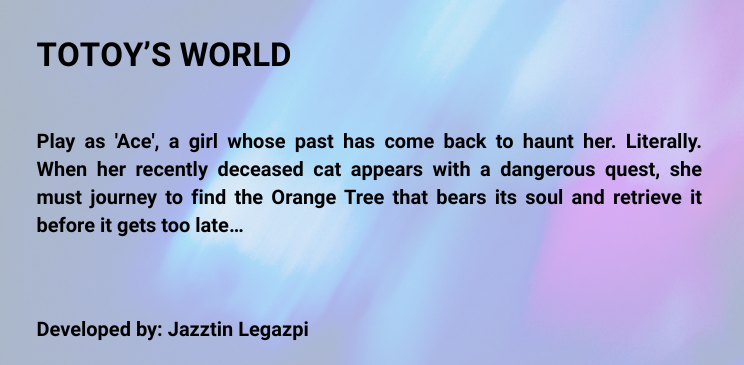 TOTOY’S WORLD
Play as 'Ace', a girl whose past has come back to haunt her. Literally.
When her recently deceased cat appears with a dangerous quest, she
must journey to find the Orange Tree that bears its soul and retrieve it
before it gets too late…
Developed by: Jazztin Legazpi